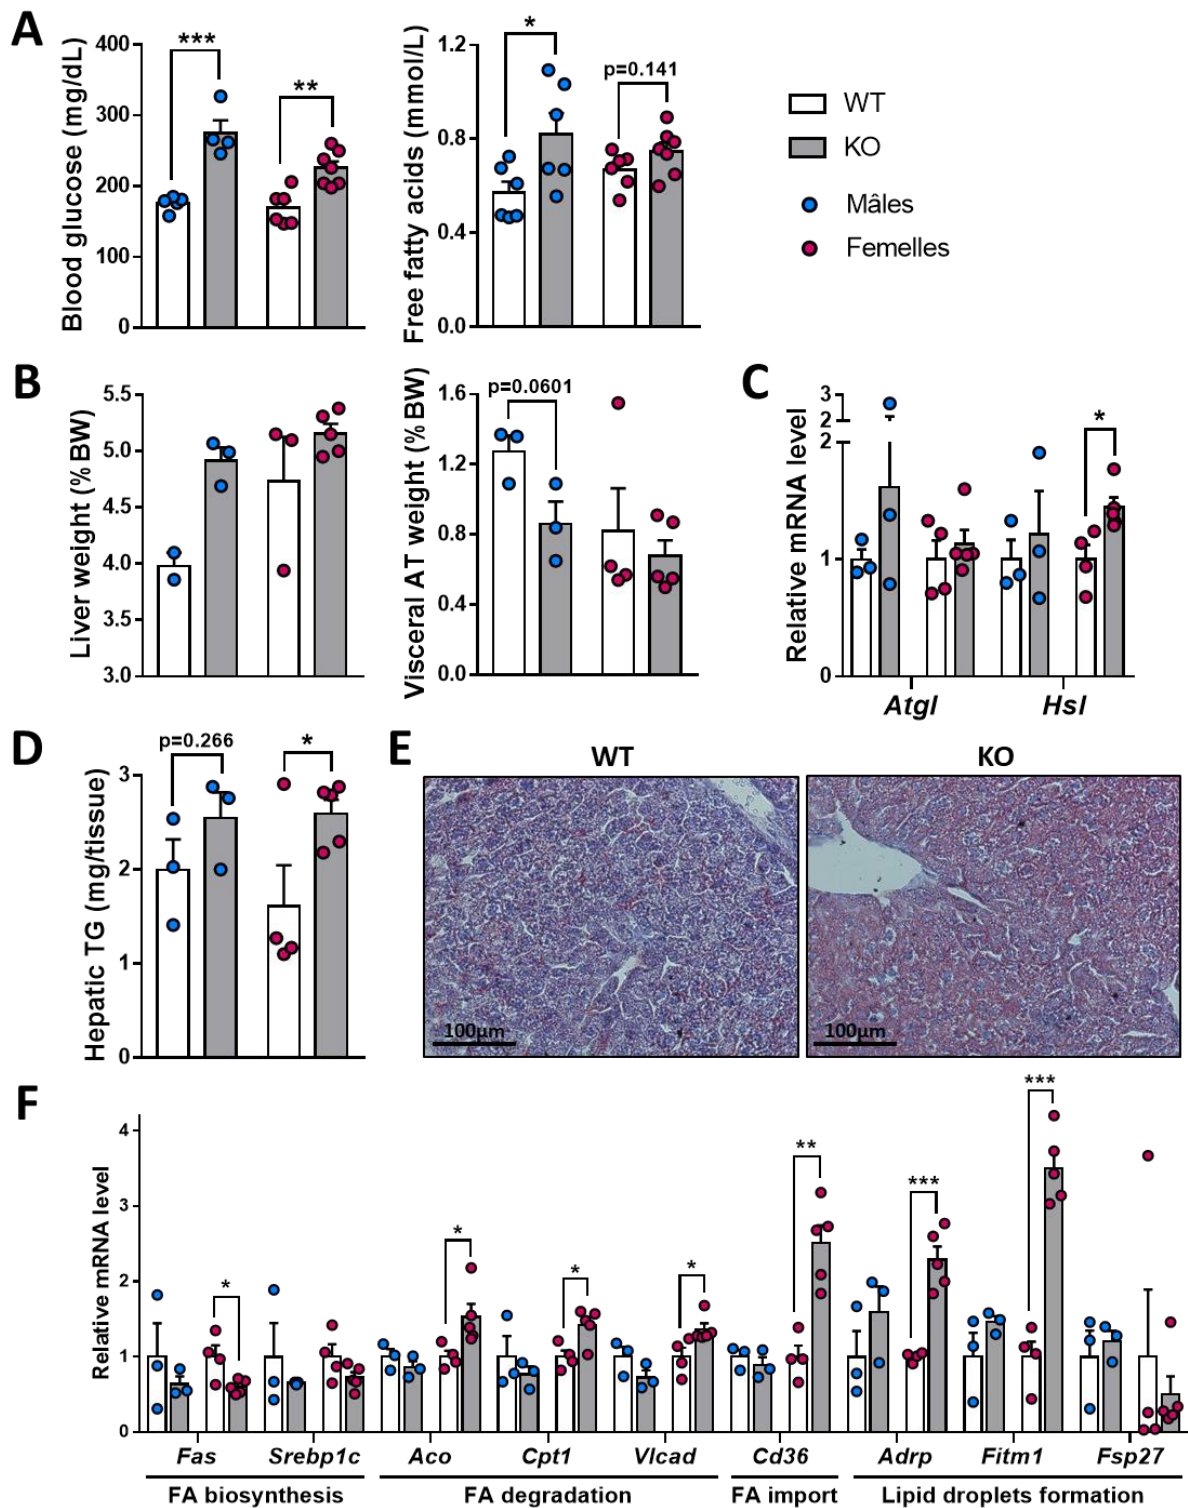 A
Blood glucose (mg/dL)
400
300
200
100
0
***
**
Free fatty acids (mmol/L)
1.2
0.8
0.4
0.0
*
p=0.141
WT
KO
Mâles
Femelles
B
Liver weight (% BW)
5.5
5.0
4.5
4.0
3.5
3.0
Visceral AT weight (% BW)
1.6
1.2
0.8
0.4
0.0
p=0.0601
C
Relative mRNA level
3
2
2
1
0
*
Atgl
Hsl
D
Hepatic TG (mg/tissue)
3
2
1
0
p=0.266
*
E
WT
KO
100µm
100µm
F
Relative mRNA level
4
3
2
1
0
*
*
*
*
**
***
***
Fas
Srebp1c
Aco
Cpt1
Vlcad
Cd36
Adrp
Fitm1
Fsp27
FA biosynthesis
FA degradation
FA import
Lipid droplets formation